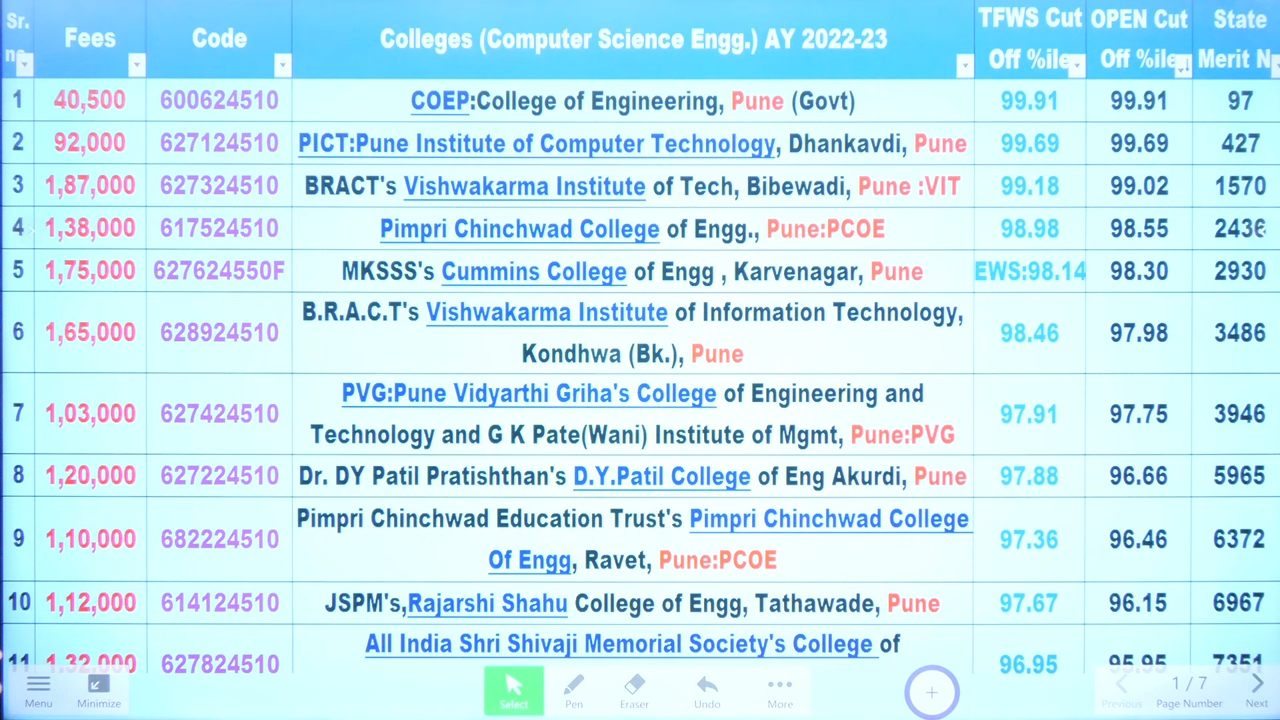 Sr. no Fees Code Colleges (Computer Science Engg.) AY 2022-23 TFWS Cut Off %ile OPEN Cut Off %ile State Merit N
1 40,500 600624510 COEP:College of Engineering, Pune (Govt) 99.91 99.91 97
2 92,000 627124510 PICT:Pune Institute of Computer Technology, Dhankavdi, Pune 99.69 99.69 427
3 1,87,000 627324510 BRACT's Vishwakarma Institute of Tech, Bibewadi, Pune :VIT 99.18 99.02 1570
4 1,38,000 617524510 Pimpri Chinchwad College of Engg., Pune:PCOE 98.98 98.55 2436
5 1,75,000 627624550F MKSSS's Cummins College of Engg , Karvenagar, Pune EWS:98.14 98.30 2930
6 1,65,000 628924510 B.R.A.C.T's Vishwakarma Institute of Information Technology,
Kondhwa (Bk.), Pune 98.46 97.98 3486
7 1,03,000 627424510 PVG:Pune Vidyarthi Griha's College of Engineering and
Technology and G K Pate(Wani) Institute of Mgmt, Pune:PVG 97.91 97.75 3946
8 1,20,000 627224510 Dr. DY Patil Pratishthan's D.Y.Patil College of Eng Akurdi, Pune 97.88 96.66 5965
9 1,10,000 682224510 Pimpri Chinchwad Education Trust's Pimpri Chinchwad College
Of Engg, Ravet, Pune:PCOE 97.36 96.46 6372
10 1,12,000 614124510 JSPM's,Rajarshi Shahu College of Engg, Tathawade, Pune 97.67 96.15 6967
11 1,32,000 627824510 All India Shri Shivaji Memorial Society's College of 96.95 95.95 7351
Menu Minimize Select Pen Eraser Undo More Previous 1 / 7 Page Number Next